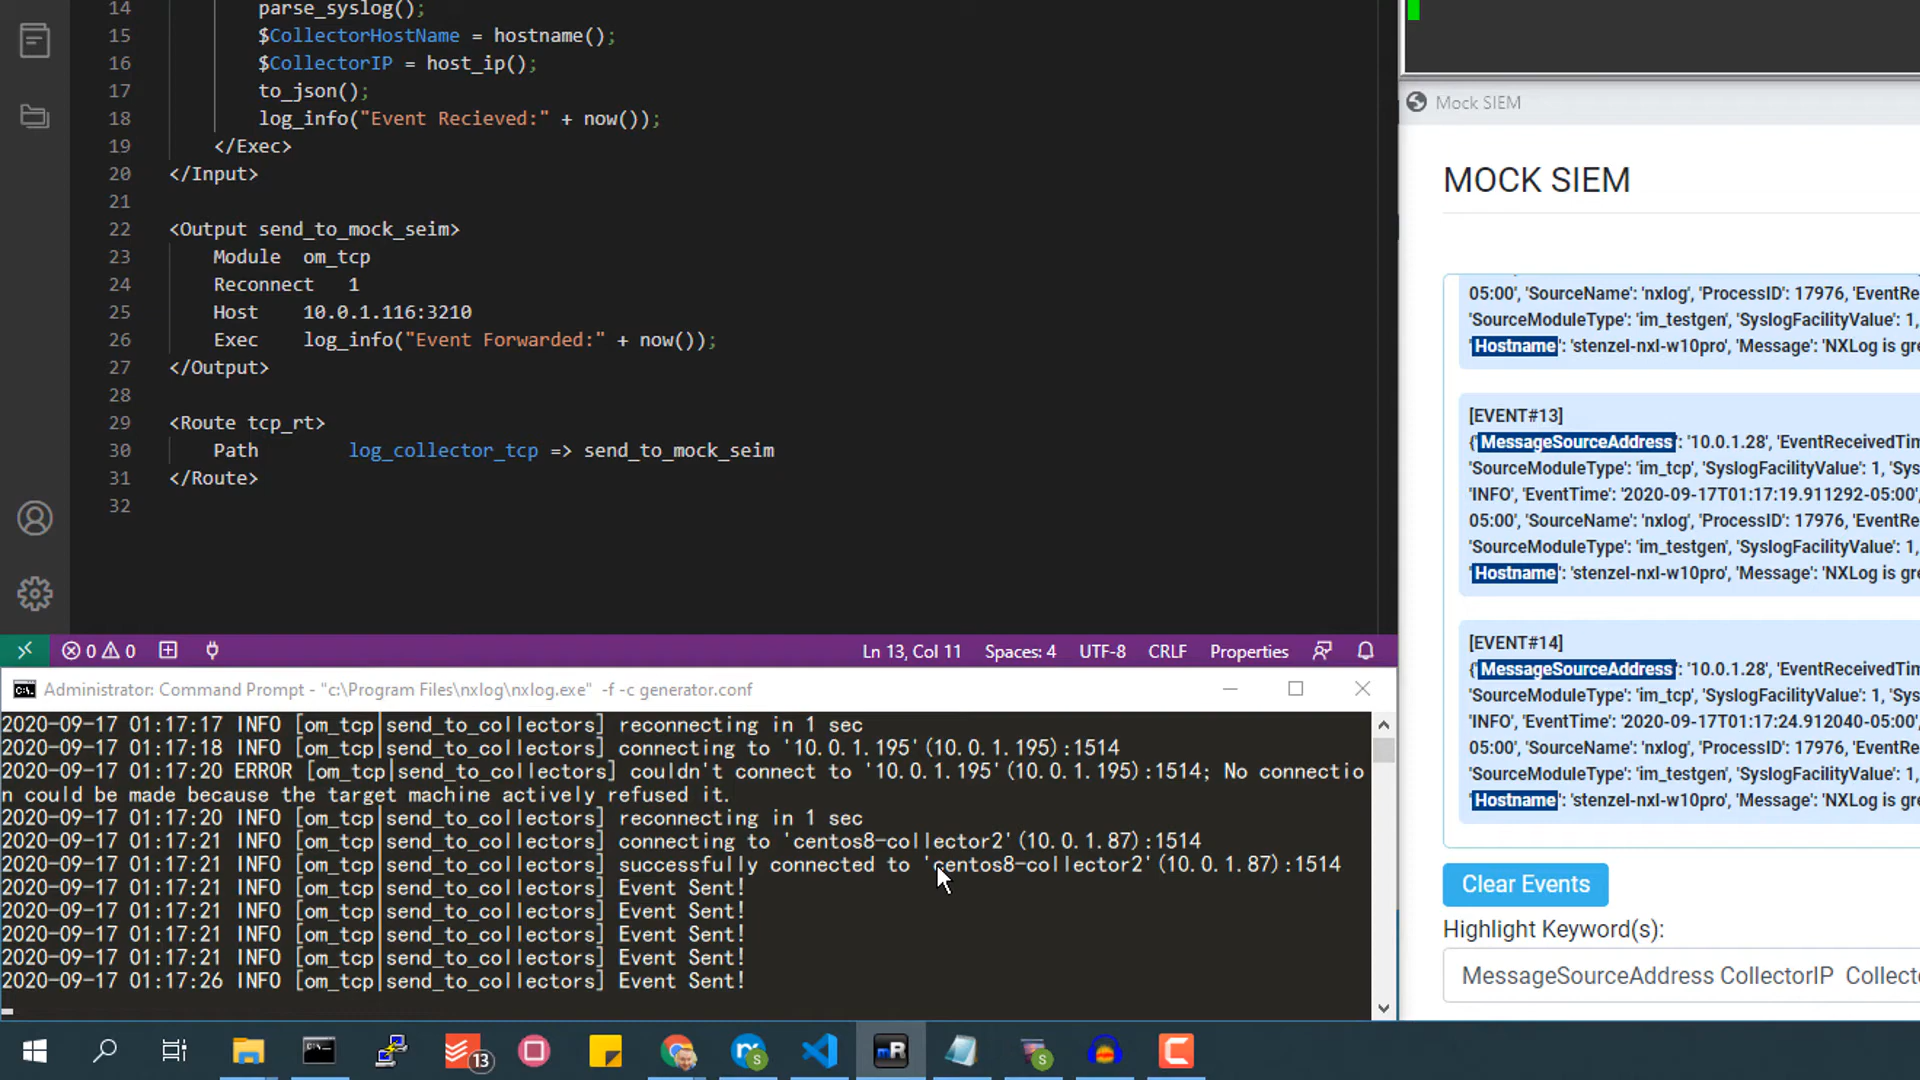 14 parse_syslog();
15 $CollectorHostName = hostname();
16 $CollectorIP = host_ip();
17 to_json();
18 log_info("Event Recieved:" + now());
19 </Exec>
20 </Input>
21
22 <Output send_to_mock_seim>
23 Module om_tcp
24 Reconnect 1
25 Host 10.0.1.116:3210
26 Exec log_info("Event Forwarded:" + now());
27 </Output>
28
29 <Route tcp_rt>
30 Path log_collector_tcp => send_to_mock_seim
31 </Route>
32
0 0 Ln 13, Col 11 Spaces: 4 UTF-8 CRLF Properties
Administrator: Command Prompt - "c:\Program Files\nxlog\nxlog.exe" -f -c generator.conf
2020-09-17 01:17:17 INFO [om_tcp|send_to_collectors] reconnecting in 1 sec
2020-09-17 01:17:18 INFO [om_tcp|send_to_collectors] connecting to '10.0.1.195'(10.0.1.195):1514
2020-09-17 01:17:20 ERROR [om_tcp|send_to_collectors] couldn't connect to '10.0.1.195'(10.0.1.195):1514; No connectio
n could be made because the target machine actively refused it.
2020-09-17 01:17:20 INFO [om_tcp|send_to_collectors] reconnecting in 1 sec
2020-09-17 01:17:21 INFO [om_tcp|send_to_collectors] connecting to 'centos8-collector2'(10.0.1.87):1514
2020-09-17 01:17:21 INFO [om_tcp|send_to_collectors] successfully connected to 'centos8-collector2'(10.0.1.87):1514
2020-09-17 01:17:21 INFO [om_tcp|send_to_collectors] Event Sent!
2020-09-17 01:17:21 INFO [om_tcp|send_to_collectors] Event Sent!
2020-09-17 01:17:21 INFO [om_tcp|send_to_collectors] Event Sent!
2020-09-17 01:17:21 INFO [om_tcp|send_to_collectors] Event Sent!
2020-09-17 01:17:26 INFO [om_tcp|send_to_collectors] Event Sent!
Mock SIEM
MOCK SIEM
05:00', 'SourceName': 'nxlog', 'ProcessID': 17976, 'EventRe
'SourceModuleType': 'im_testgen', 'SyslogFacilityValue': 1,
'Hostname': 'stenzel-nxl-w10pro', 'Message': 'NXLog is gre
[EVENT#13]
{'MessageSourceAddress': '10.0.1.28', 'EventReceivedTim
'SourceModuleType': 'im_tcp', 'SyslogFacilityValue': 1, 'Sys
'INFO', 'EventTime': '2020-09-17T01:17:19.911292-05:00',
05:00', 'SourceName': 'nxlog', 'ProcessID': 17976, 'EventRe
'SourceModuleType': 'im_testgen', 'SyslogFacilityValue': 1,
'Hostname': 'stenzel-nxl-w10pro', 'Message': 'NXLog is gre
[EVENT#14]
{'MessageSourceAddress': '10.0.1.28', 'EventReceivedTim
'SourceModuleType': 'im_tcp', 'SyslogFacilityValue': 1, 'Sys
'INFO', 'EventTime': '2020-09-17T01:17:24.912040-05:00',
05:00', 'SourceName': 'nxlog', 'ProcessID': 17976, 'EventRe
'SourceModuleType': 'im_testgen', 'SyslogFacilityValue': 1,
'Hostname': 'stenzel-nxl-w10pro', 'Message': 'NXLog is gre
Clear Events
Highlight Keyword(s):
MessageSourceAddress CollectorIP Collecto
13
S
mR
S